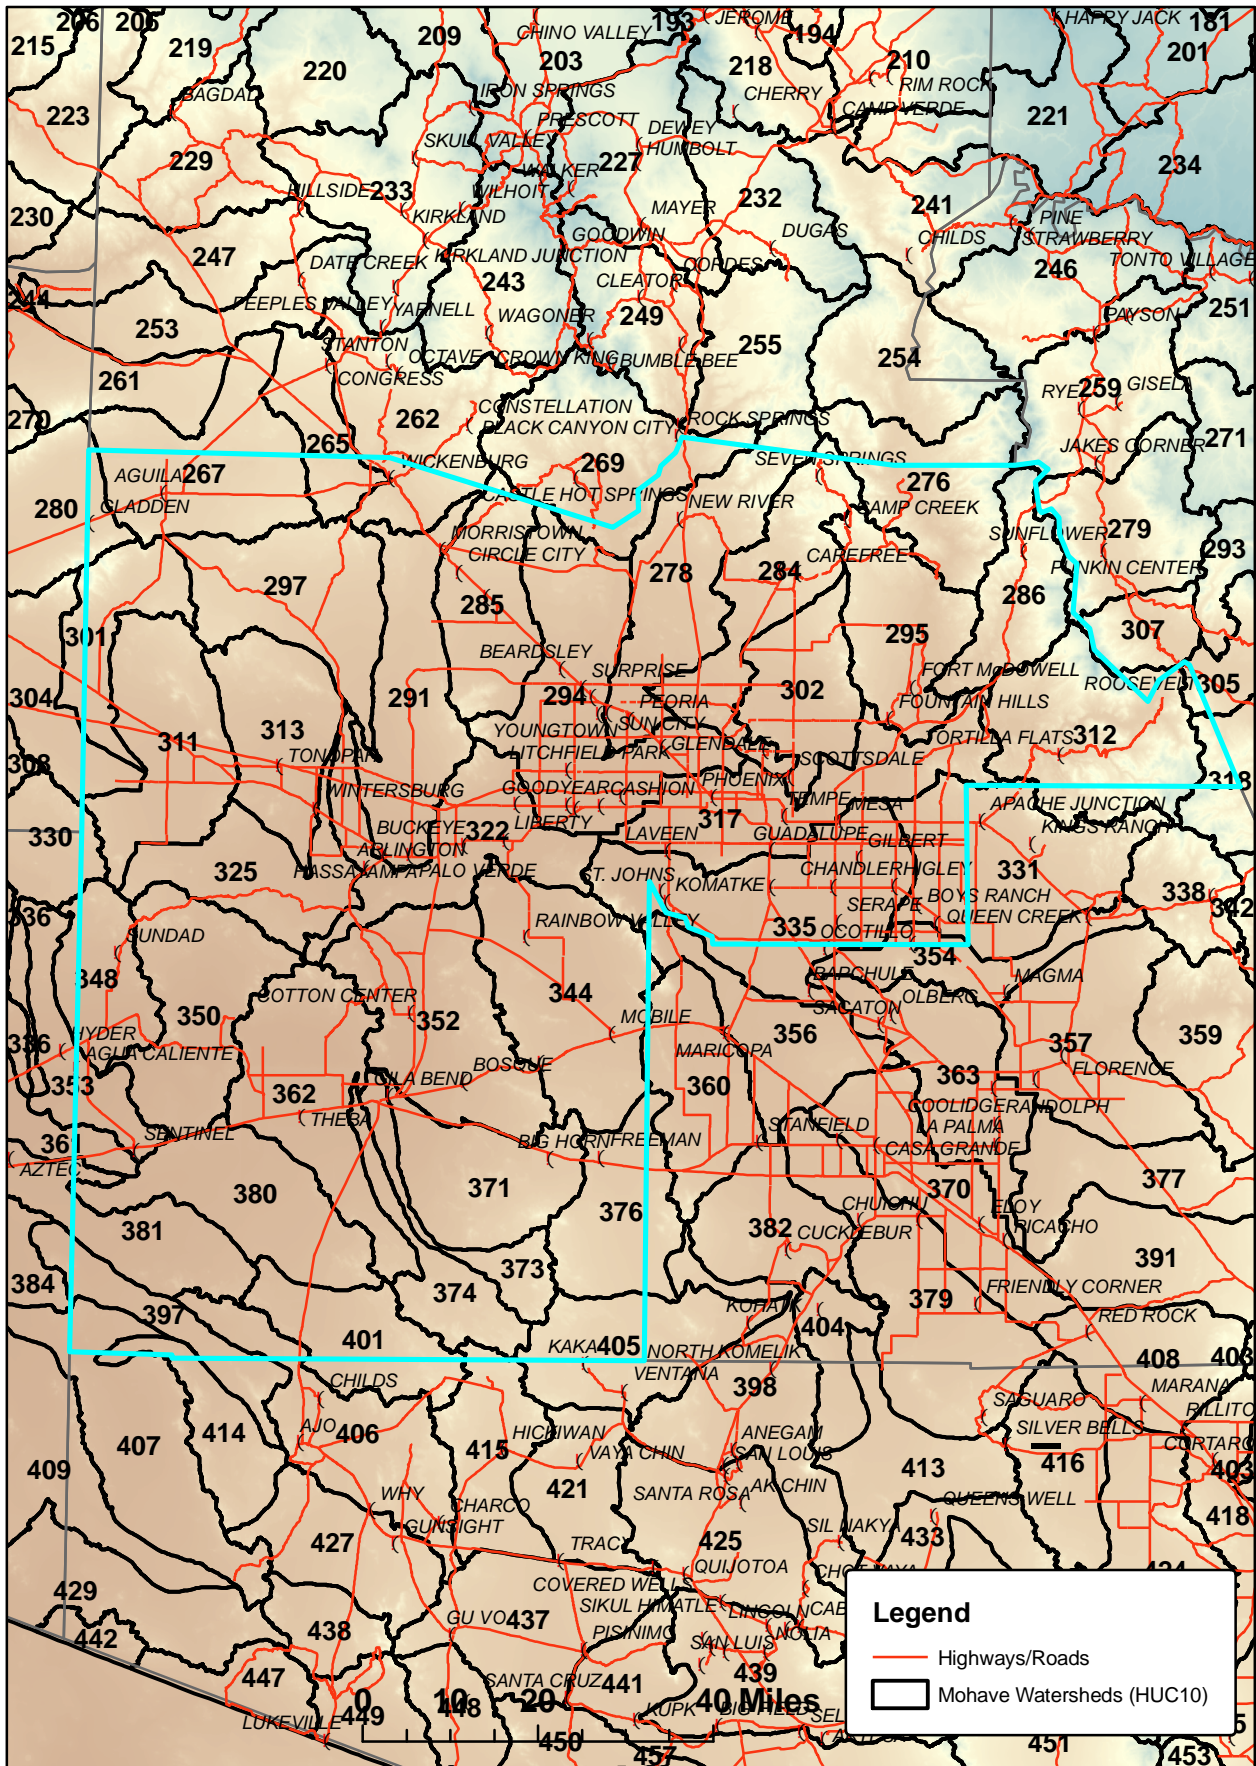 206 205 193 JEROME HAPPY JACK 181
215 219 209 CHINO VALLEY 194 201
203 210
220 218
BAGDAD IRON SPRINGS CHERRY RIM ROCK
223 PRESCOTT CAMP VERDE 221
SKULL VALLEY DEWEY
229 227 HUMBOLT 234
HILLSIDE 233 WALKER 232
WILHOIT 241
230 KIRKLAND MAYER PINE
GOODWIN DUGAS CHILDS STRAWBERRY
247 DATE CREEK KIRKLAND JUNCTION CORDES 246 TONTO VILLAGE
244 243 CLEATOR
PEEPLES VALLEY YARNELL WAGONER 249 PAYSON 251
253 STANTON OCTAVE CROWN KING BUMBLE BEE 255 254
261 CONGRESS RYE 259 GISELA
270 262 CONSTELLATION ROCK SPRINGS
BLACK CANYON CITY 271
265 JAKES CORNER
AGUILA 267 WICKENBURG 269 SEVEN SPRINGS
276
280 GLADDEN CASTLE HOT SPRINGS NEW RIVER CAMP CREEK
MORRISTOWN SUNFLOWER 279
CIRCLE CITY CAREFREE 293
297 278 284 PUNKIN CENTER
285 286
301 295 307
BEARDSLEY SURPRISE FORT McDOWELL
304 291 294 PEORIA 302 ROOSEVELT 305
FOUNTAIN HILLS
311 313 YOUNGTOWN SUN CITY
308 TONOPAH LITCHFIELD PARK GLENDALE SCOTTSDALE TORTILLA FLATS 312
WINTERSBURG GOODYEAR CASHION PHOENIX 318
TEMPE MESA APACHE JUNCTION
330 BUCKEYE 322 LIBERTY LAVEEN 317 GUADALUPE GILBERT KINGS RANCH
ARLINGTON
325 HASSAYAMPA PALO VERDE ST. JOHNS KOMATKE CHANDLER HIGLEY 331
BOYS RANCH 338
336 RAINBOW VALLEY SERAPE QUEEN CREEK 342
SUNDAD 335 OCOTILLO
354
348 BAPCHULE MAGMA
350 COTTON CENTER 344 OLBERG
352 SACATON
HYDER MOBILE 356
336 AGUA CALIENTE MARICOPA 357 359
BOSQUE FLORENCE
353 362 GILA BEND 360 363
THEBA COOLIDGE RANDOLPH
361 SENTINEL STANFIELD LA PALMA
BIG HORN FREEMAN CASA GRANDE
AZTEC
380 371 370 377
376 CHUICHU ELOY
381 382 CUCKLEBUR PICACHO
391
384 373 FRIENDLY CORNER
374 379
397 KOHATK 404 RED ROCK
401 KAKA 405 NORTH KOMELIK 408 403
VENTANA
CHILDS 398 MARANA
SAGUARO RILLITO
407 414 AJO 406 HICKIWAN ANEGAM SILVER BELLS
415 VAYA CHIN SAN LOUIS CORTARO
409 421 413 416 403
WHY SANTA ROSA AK CHIN QUEENS WELL
CHARCO 418
GUNSIGHT SIL NAKYA
427 TRACY 425 433
QUIJOTOA
429 COVERED WELLS
SIKUL HIMATLE LINCOLN
442 438 GU VO 437 PISINIMO NOLIA
SAN LUIS
447 SANTA CRUZ 441 439
LUKEVILLE 449 448 KUPK BIG FIELD
450 457 451 453
0 10 20 40 Miles
Legend
Highways/Roads
Mohave Watersheds (HUC10)